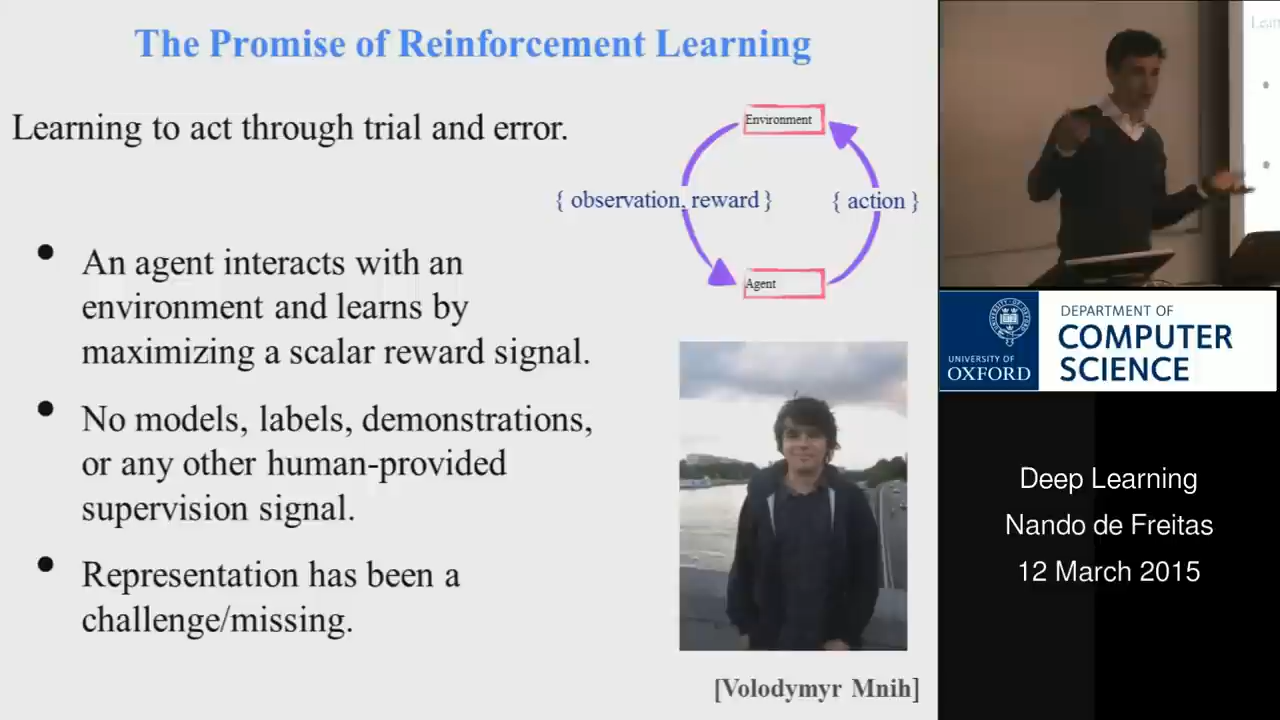 The Promise of Reinforcement Learning
Learning to act through trial and error.
Environment
{ observation, reward }
{ action }
Agent
• An agent interacts with an
environment and learns by
maximizing a scalar reward signal.
• No models, labels, demonstrations,
or any other human-provided
supervision signal.
• Representation has been a
challenge/missing.
[Volodymyr Mnih]
UNIVERSITY OF
OXFORD
DEPARTMENT OF
COMPUTER
SCIENCE
Deep Learning
Nando de Freitas
12 March 2015